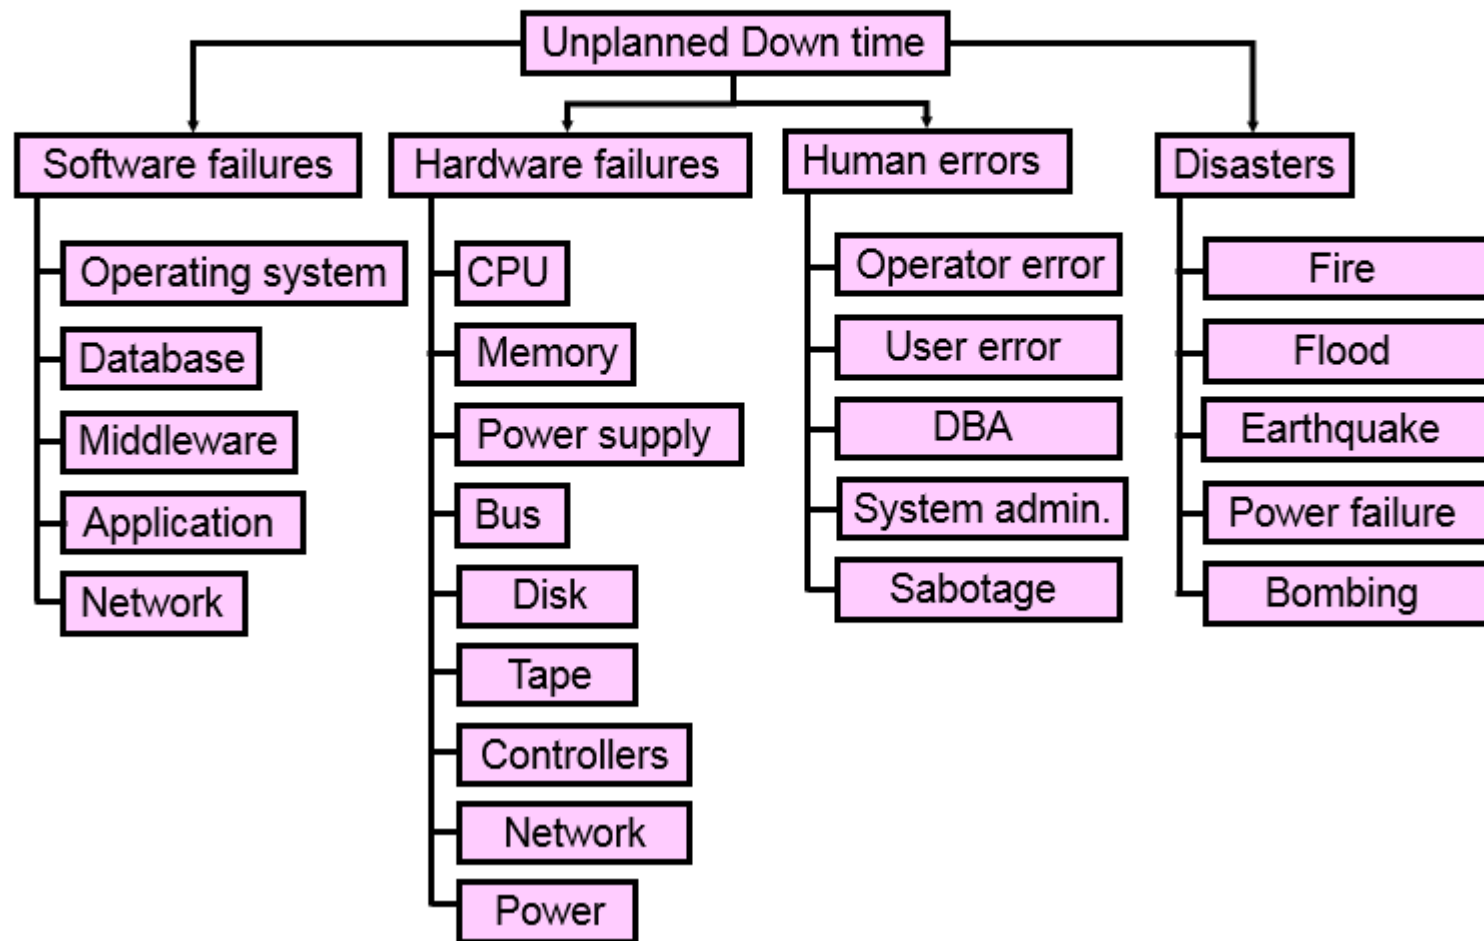 Unplanned Down time
Software failures
Operating system
Database
Middleware
Application
Network
Hardware failures
CPU
Memory
Power supply
Bus
Disk
Tape
Controllers
Network
Power
Human errors
Operator error
User error
DBA
System admin.
Sabotage
Disasters
Fire
Flood
Earthquake
Power failure
Bombing